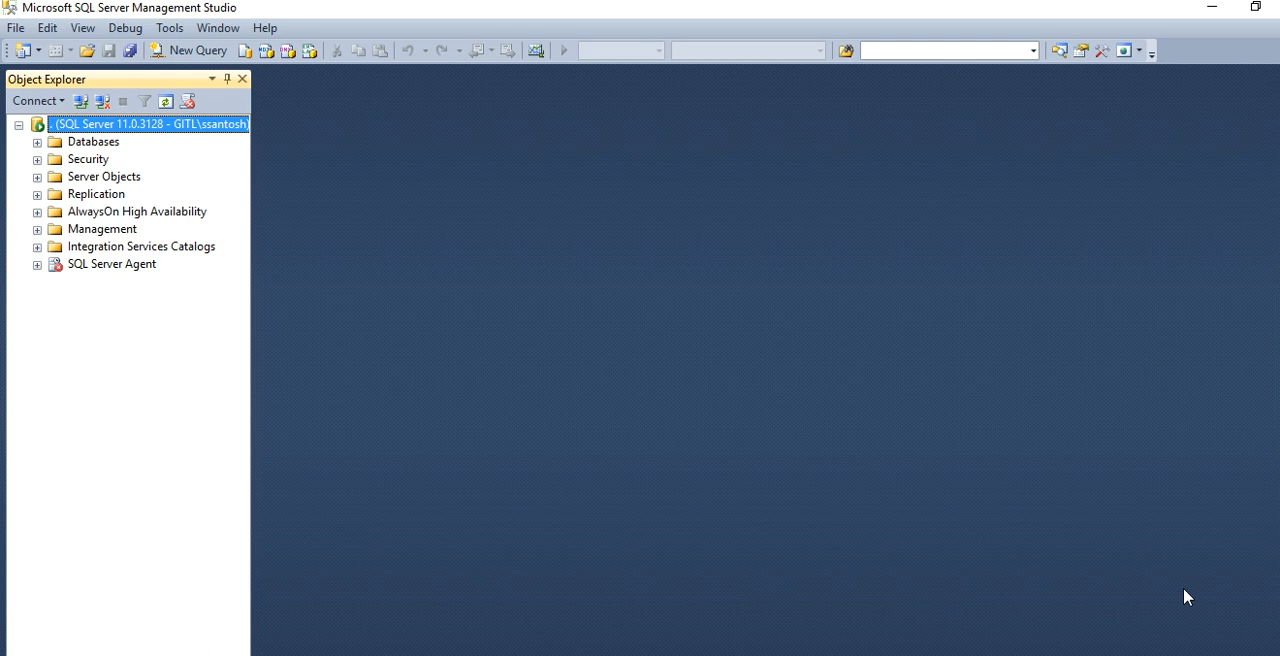 Microsoft SQL Server Management Studio
File Edit View Debug Tools Window Help
New Query
Object Explorer
Connect
. (SQL Server 11.0.3128 - GITL\ssantosh)
Databases
Security
Server Objects
Replication
AlwaysOn High Availability
Management
Integration Services Catalogs
SQL Server Agent